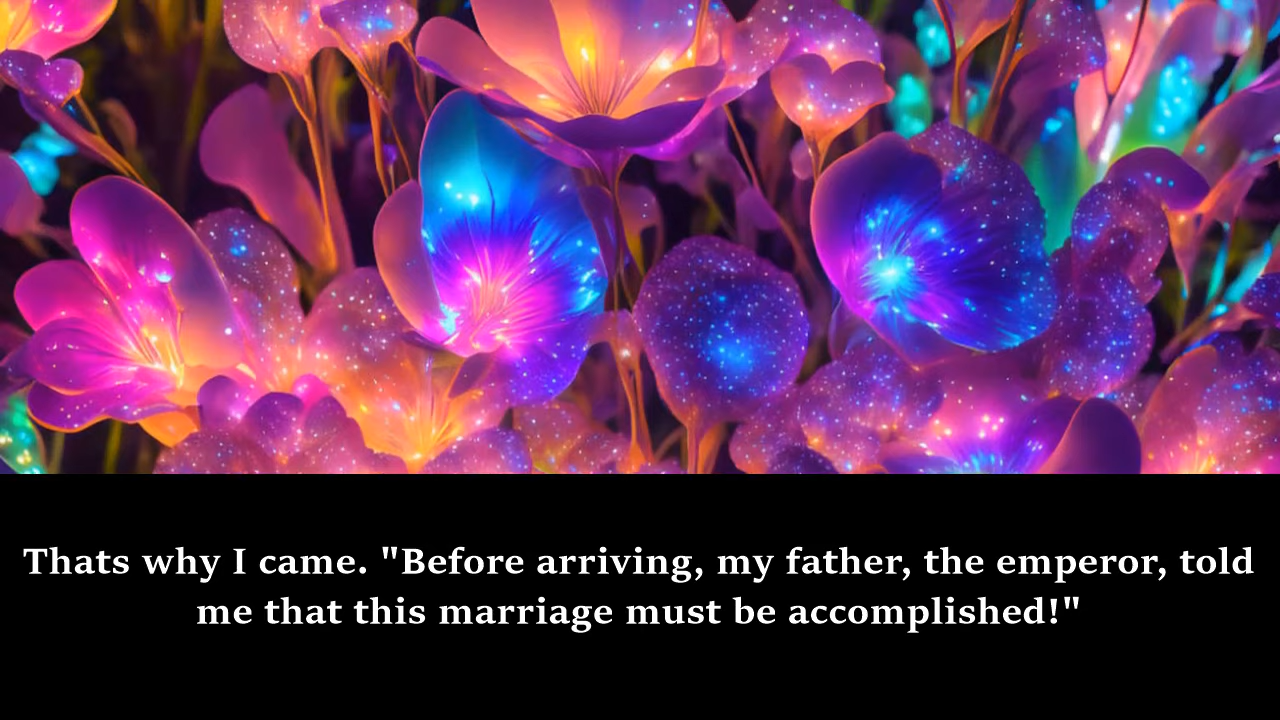 Thats why I came. "Before arriving, my father, the emperor, told
me that this marriage must be accomplished!"